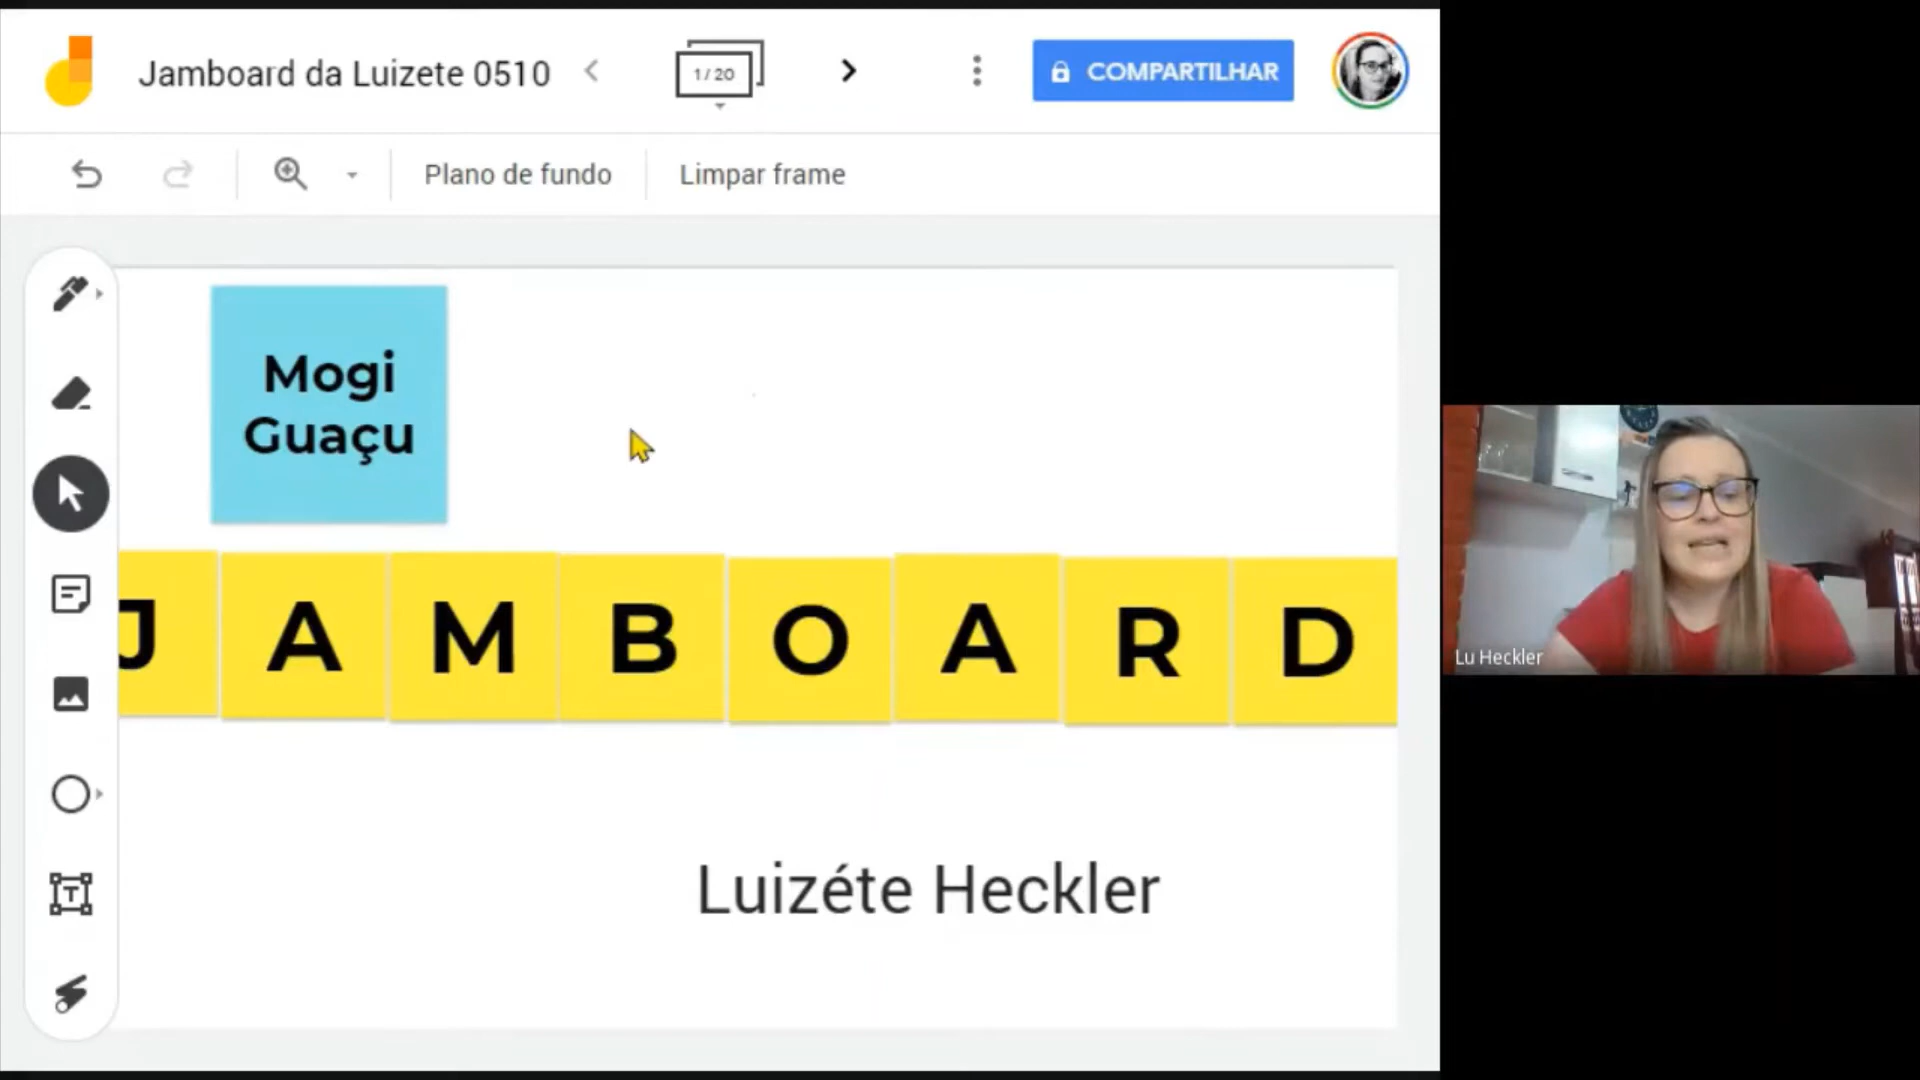 Jamboard da Luizete 0510
1/20
COMPARTILHAR
Plano de fundo
Limpar frame
Mogi
Guaçu
J A M B O A R D
Luizéte Heckler
Lu Heckler